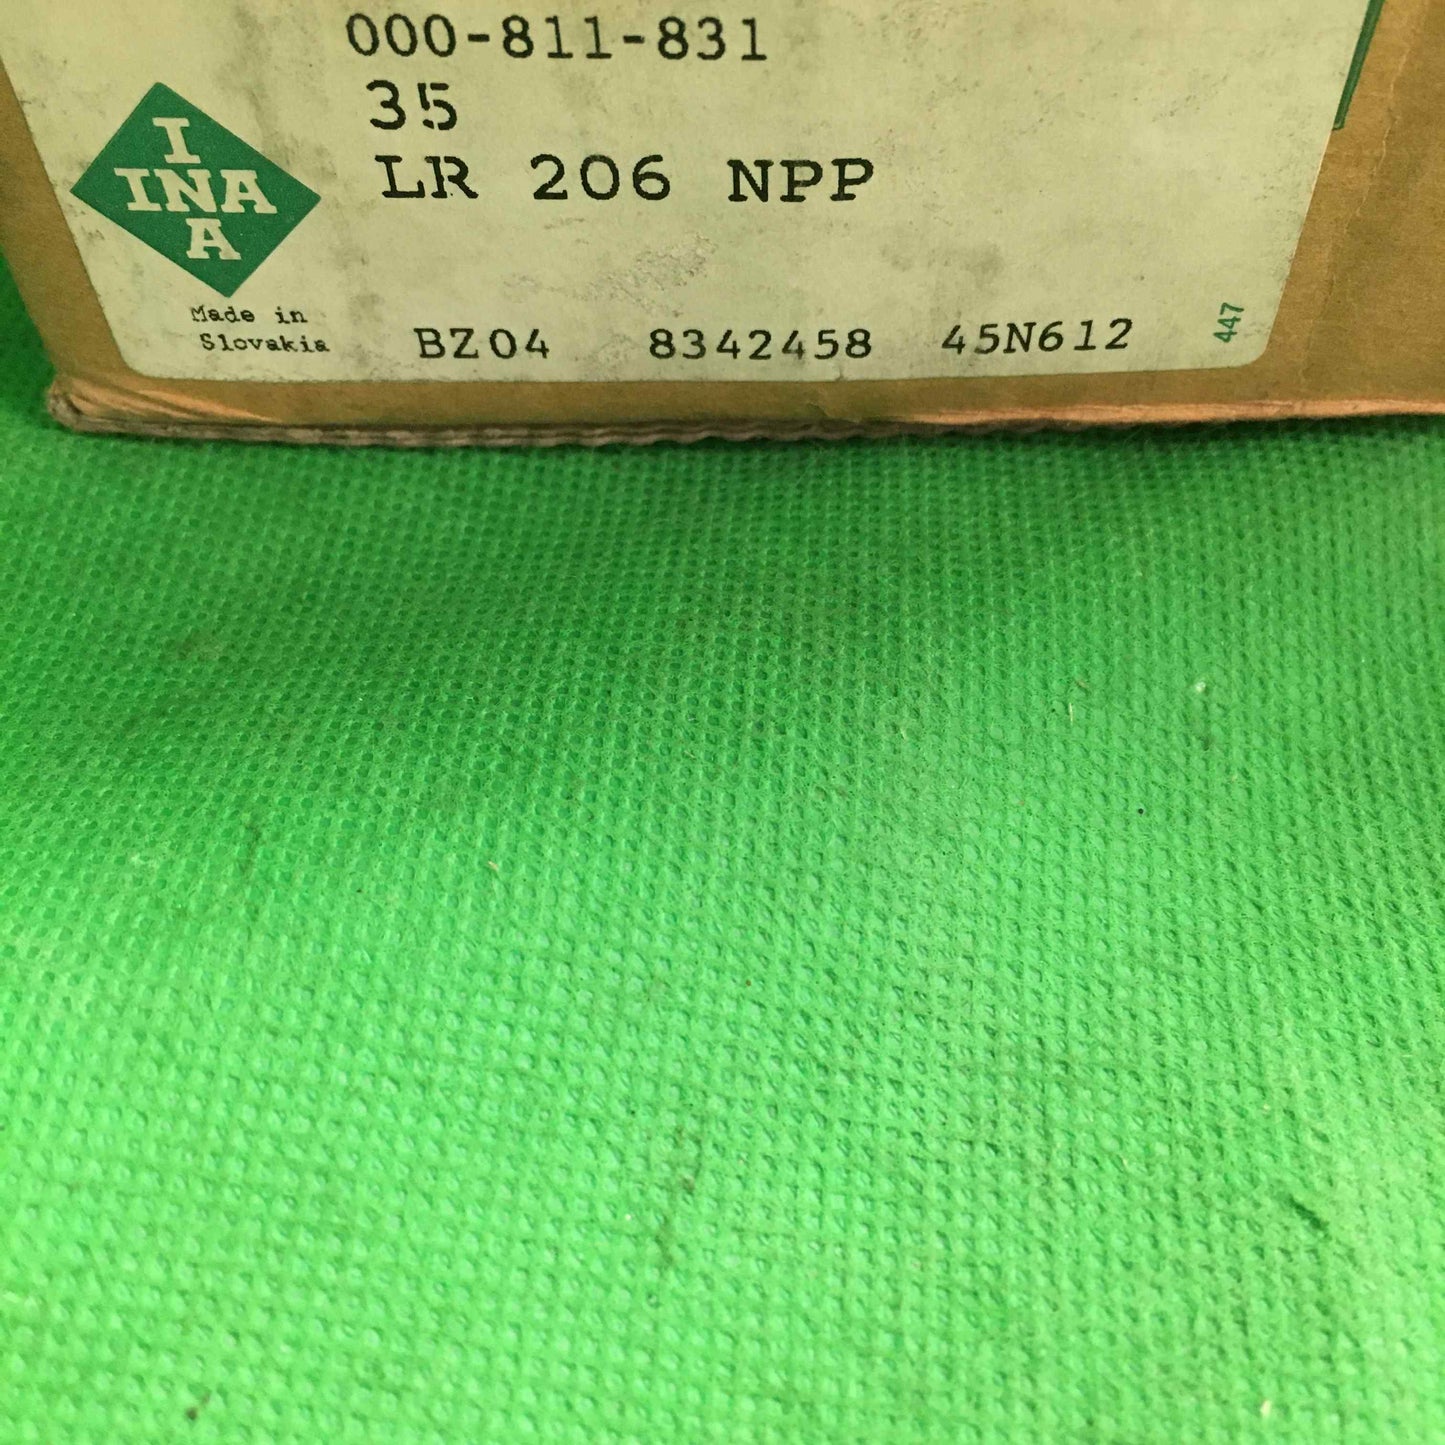 000-811-831
35
LR 206 NPP
I
INA
A
Made in
Slovakia
BZ04 8342458 45N612
447